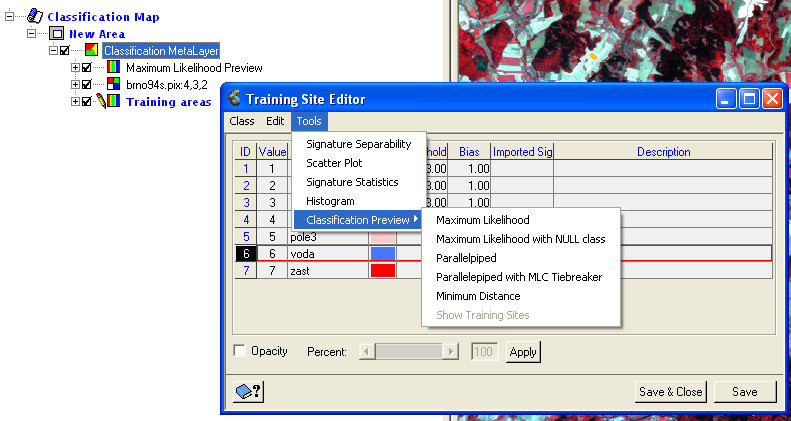 Classification Map
New Area
Classification MetaLayer
Maximum Likelihood Preview
brno94s.pix:4,3,2
Training areas
Training Site Editor
Class Edit Tools
Signature Separability
Scatter Plot
Signature Statistics
Histogram
Classification Preview
Maximum Likelihood
Maximum Likelihood with NULL class
Parallelpiped
Parallelepiped with MLC Tiebreaker
Minimum Distance
Show Training Sites
ID Value hold Bias Imported Sig Description
1 1 3.00 1.00
2 2 3.00 1.00
3 3 3.00 1.00
4 4
5 5 pole3
6 6 voda
7 7 zast
Opacity Percent: 100 Apply
? Save & Close Save